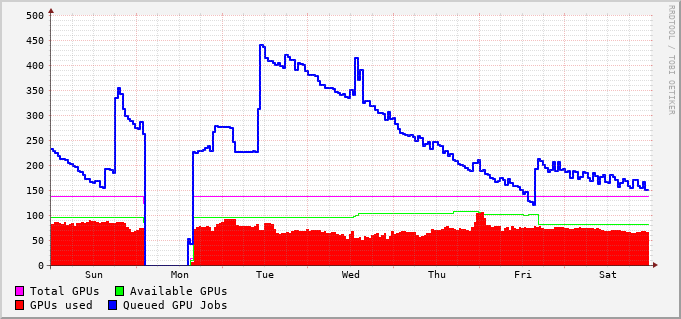 500
450
400
350
300
250
200
150
100
50
0
Sun Mon Tue Wed Thu Fri Sat
Total GPUs Available GPUs
GPUs used Queued GPU Jobs
RRDTOOL / TOBI OETIKER